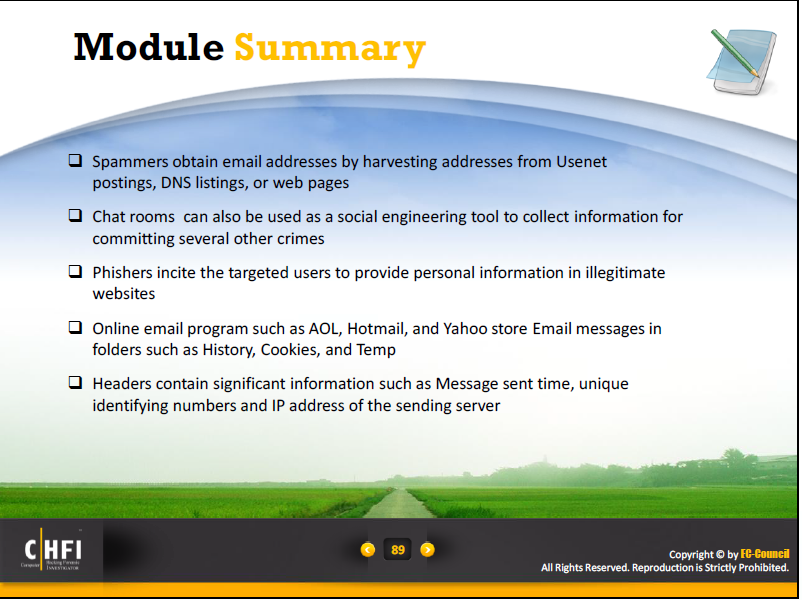 Module Summary
Spammers obtain email addresses by harvesting addresses from Usenet
postings, DNS listings, or web pages
Chat rooms can also be used as a social engineering tool to collect information for
committing several other crimes
Phishers incite the targeted users to provide personal information in illegitimate
websites
Online email program such as AOL, Hotmail, and Yahoo store Email messages in
folders such as History, Cookies, and Temp
Headers contain significant information such as Message sent time, unique
identifying numbers and IP address of the sending server
CHFI
Computer Hacking Forensic
INVESTIGATOR
89
Copyright © by EC-Council
All Rights Reserved. Reproduction is Strictly Prohibited.